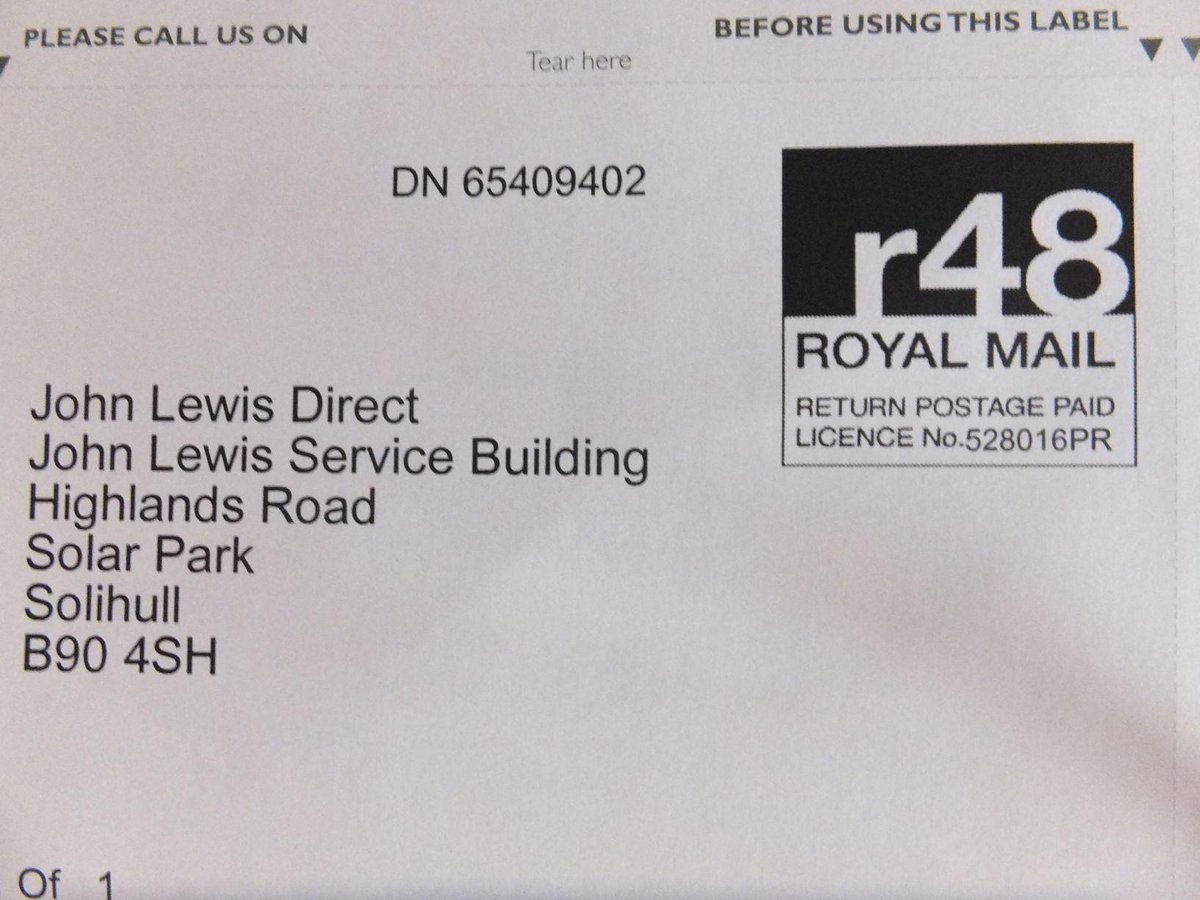 PLEASE CALL US ON BEFORE USING THIS LABEL
Tear here
DN 65409402
r48
ROYAL MAIL
RETURN POSTAGE PAID
LICENCE No.528016PR
John Lewis Direct
John Lewis Service Building
Highlands Road
Solar Park
Solihull
B90 4SH
Of 1